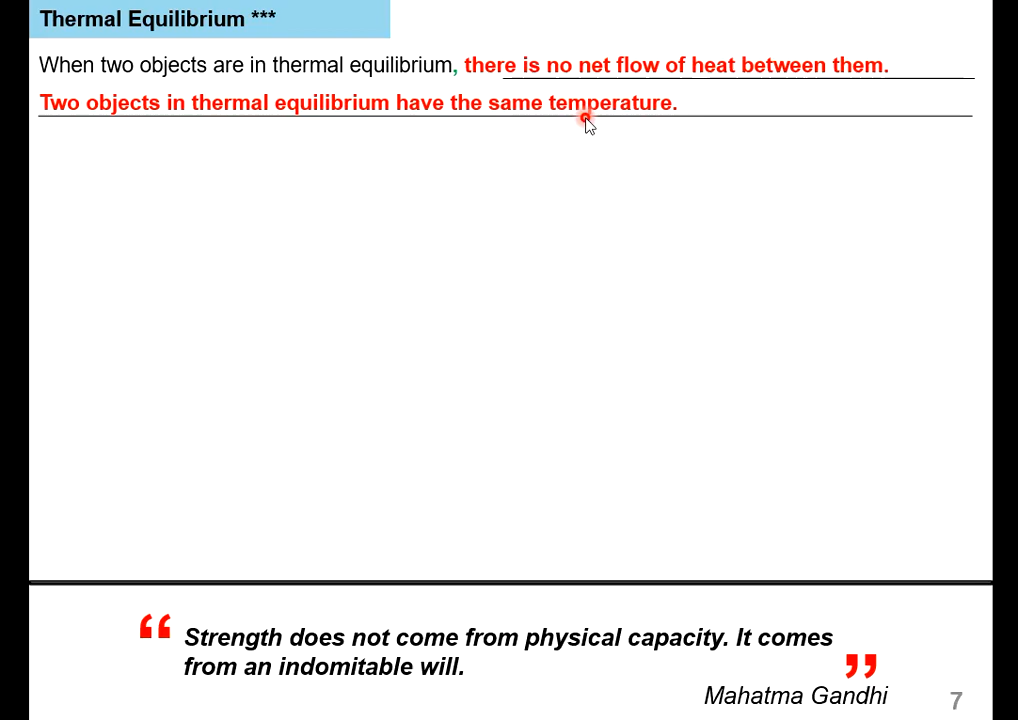 Thermal Equilibrium ***
When two objects are in thermal equilibrium, there is no net flow of heat between them.
Two objects in thermal equilibrium have the same temperature.
“ Strength does not come from physical capacity. It comes
from an indomitable will. ”
Mahatma Gandhi
7